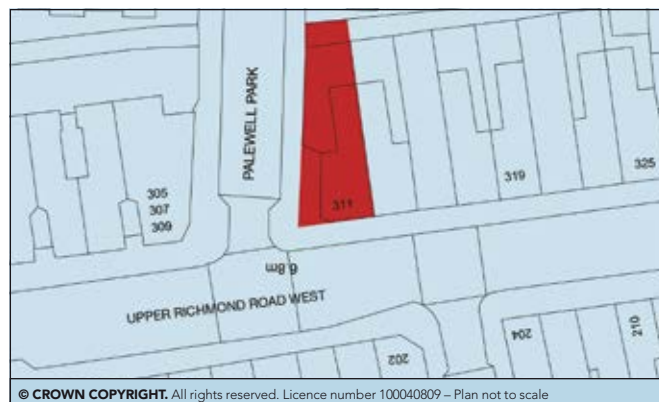 PALEWELL PARK
305
307
309
311
319
325
6.8m
UPPER RICHMOND ROAD WEST
202
204
210
© CROWN COPYRIGHT. All rights reserved. Licence number 100040809 – Plan not to scale